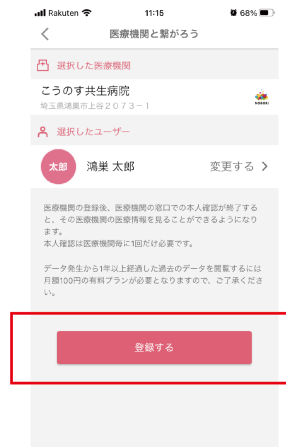 Rakuten 11:15 68%
医療機関と繋がろう
選択した医療機関
こうのす共生病院
埼玉県鴻巣市上谷2073−1
NOBORI
選択したユーザー
太郎 鴻巣 太郎 変更する
医療機関の登録後、医療機関の窓口での本人確認が終了する
と、その医療機関の医療情報を見ることができるようになり
ます。
本人確認は医療機関毎に1回だけ必要です。
データ発生から1年以上経過した過去のデータを閲覧するには
月額100円の有料プランが必要となりますので、ご了承くださ
い。
登録する